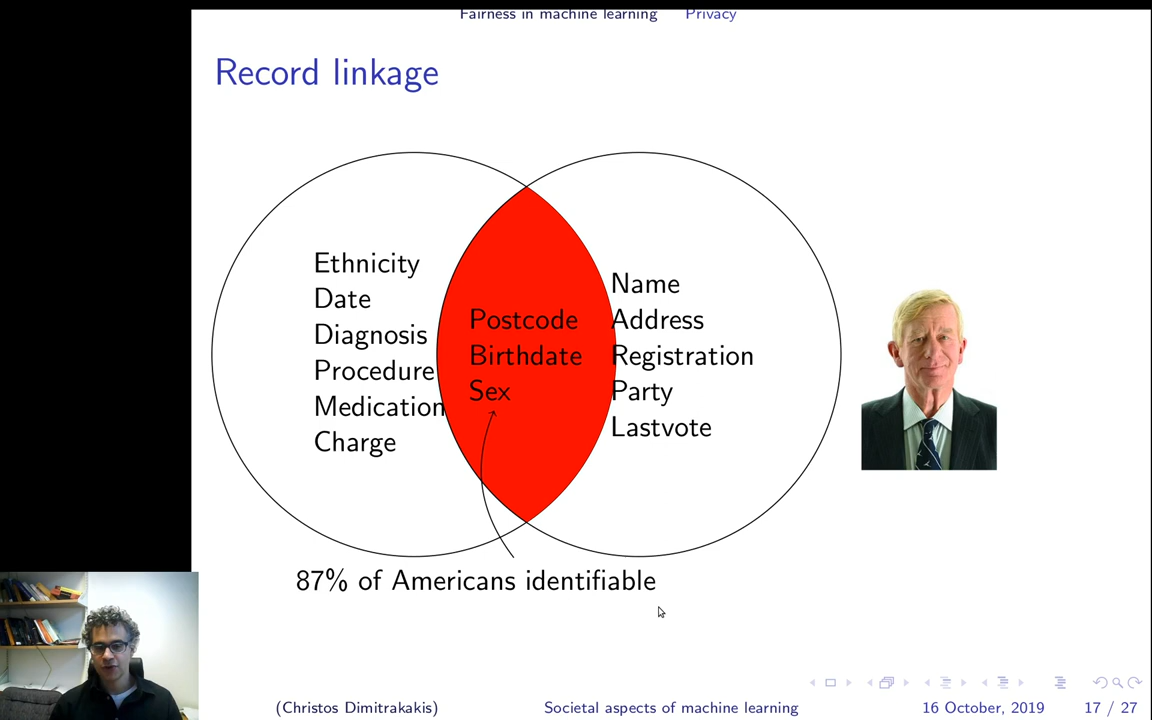 Fairness in machine learning Privacy
Record linkage
Ethnicity
Date
Diagnosis
Procedure
Medication
Charge
Postcode
Birthdate
Sex
Name
Address
Registration
Party
Lastvote
87% of Americans identifiable
(Christos Dimitrakakis) Societal aspects of machine learning 16 October, 2019 17 / 27